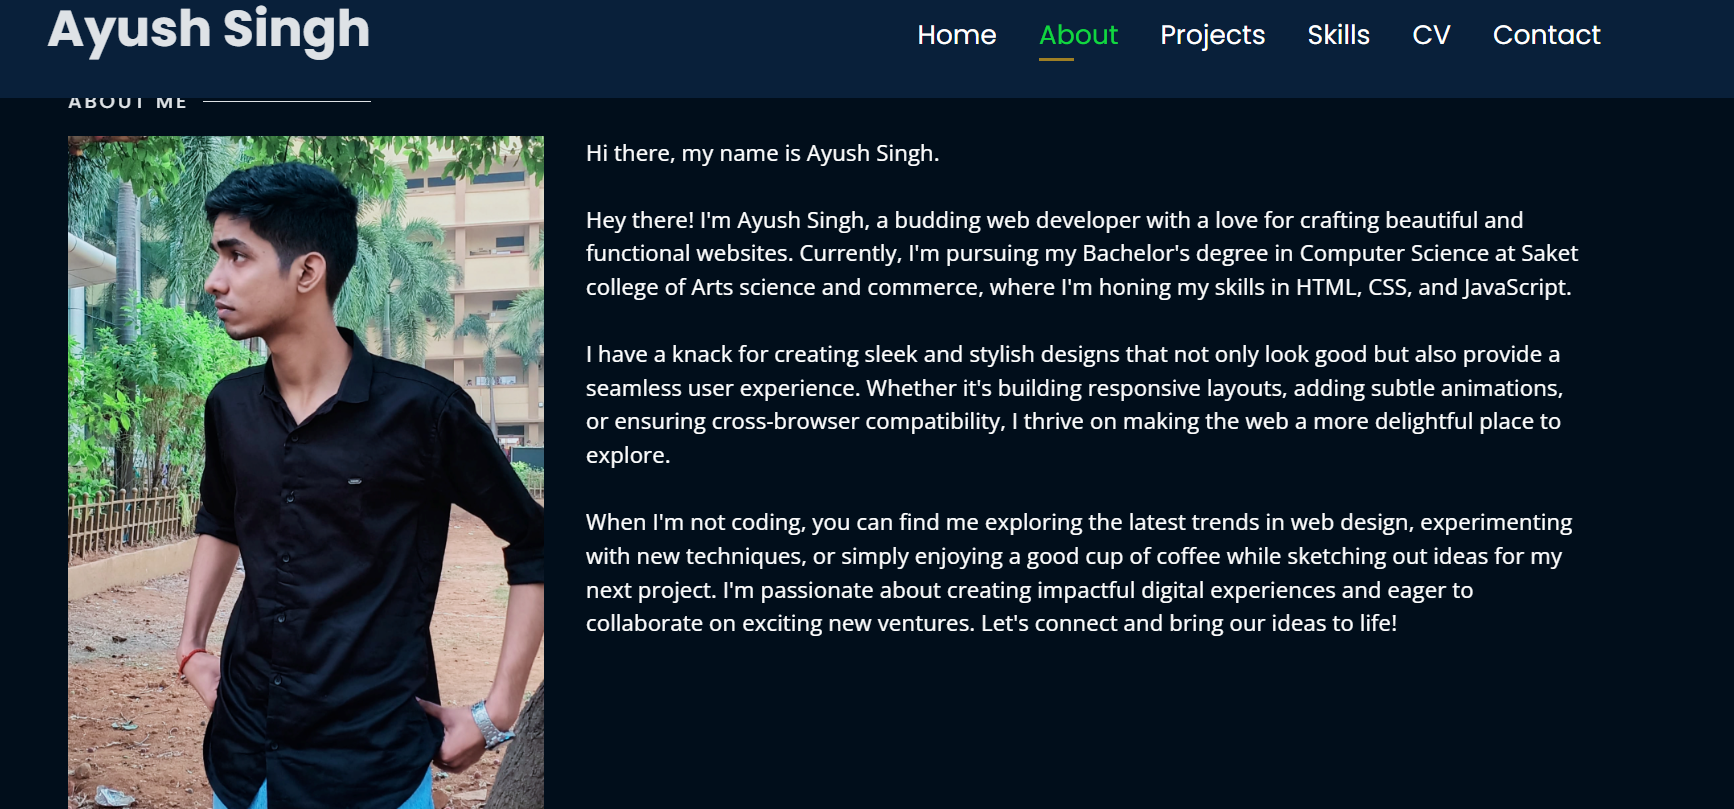 Ayush Singh
Home About Projects Skills CV Contact
ABOUT ME
Hi there, my name is Ayush Singh.
Hey there! I'm Ayush Singh, a budding web developer with a love for crafting beautiful and
functional websites. Currently, I'm pursuing my Bachelor's degree in Computer Science at Saket
college of Arts science and commerce, where I'm honing my skills in HTML, CSS, and JavaScript.
I have a knack for creating sleek and stylish designs that not only look good but also provide a
seamless user experience. Whether it's building responsive layouts, adding subtle animations,
or ensuring cross-browser compatibility, I thrive on making the web a more delightful place to
explore.
When I'm not coding, you can find me exploring the latest trends in web design, experimenting
with new techniques, or simply enjoying a good cup of coffee while sketching out ideas for my
next project. I'm passionate about creating impactful digital experiences and eager to
collaborate on exciting new ventures. Let's connect and bring our ideas to life!